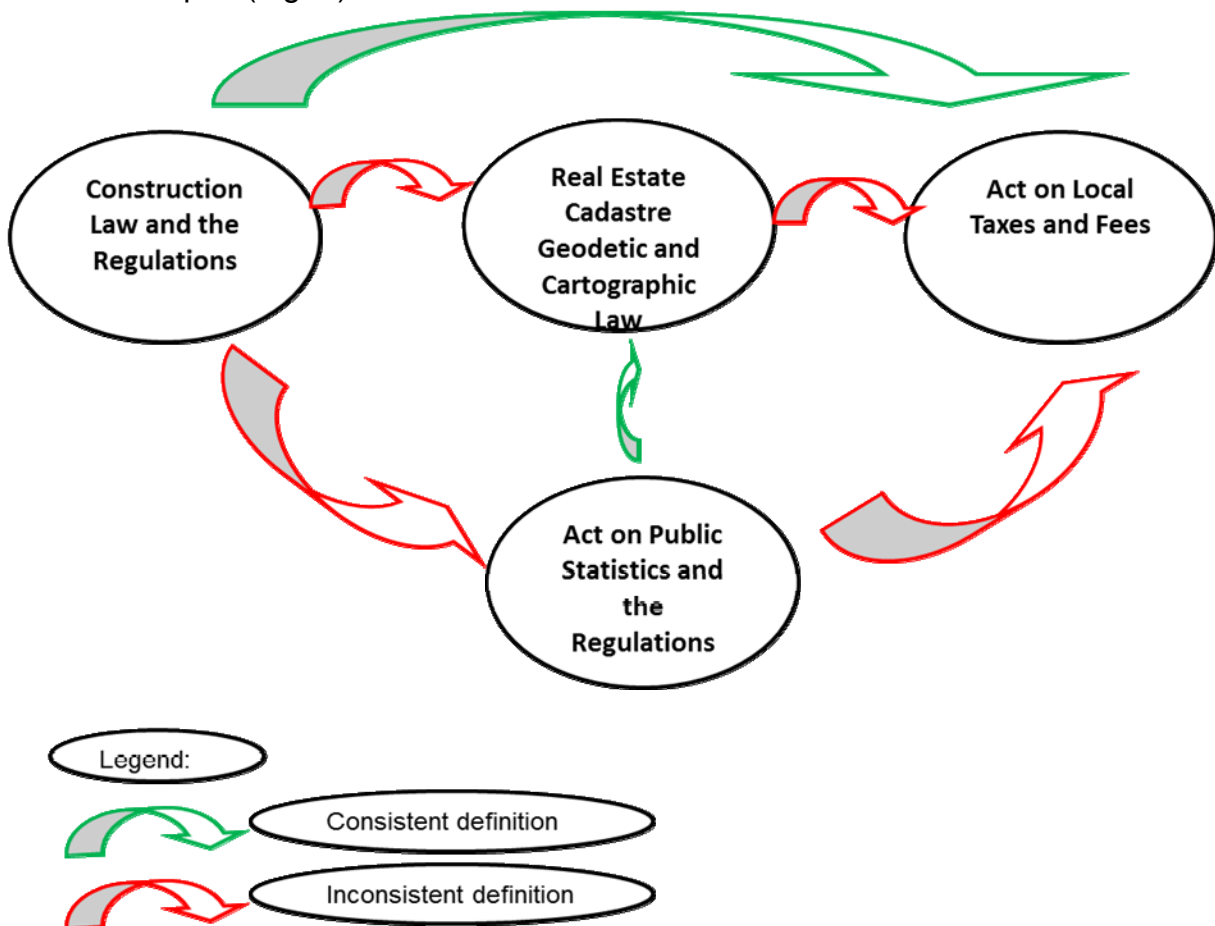 Construction
Law and the
Regulations
Real Estate
Cadastre
Geodetic and
Cartographic
Law
Act on Local
Taxes and Fees
Act on Public
Statistics and
the
Regulations
Legend:
Consistent definition
Inconsistent definition